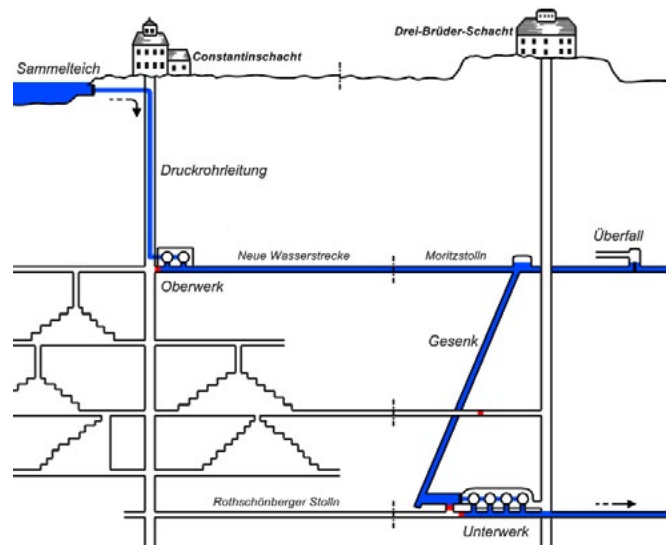 Drei-Brüder-Schacht
Constantinschacht
Sammelteich
Druckrohrleitung
Überfall
Neue Wasserstrecke
Moritzstolln
Oberwerk
Gesenk
Rothschönberger Stolln
Unterwerk